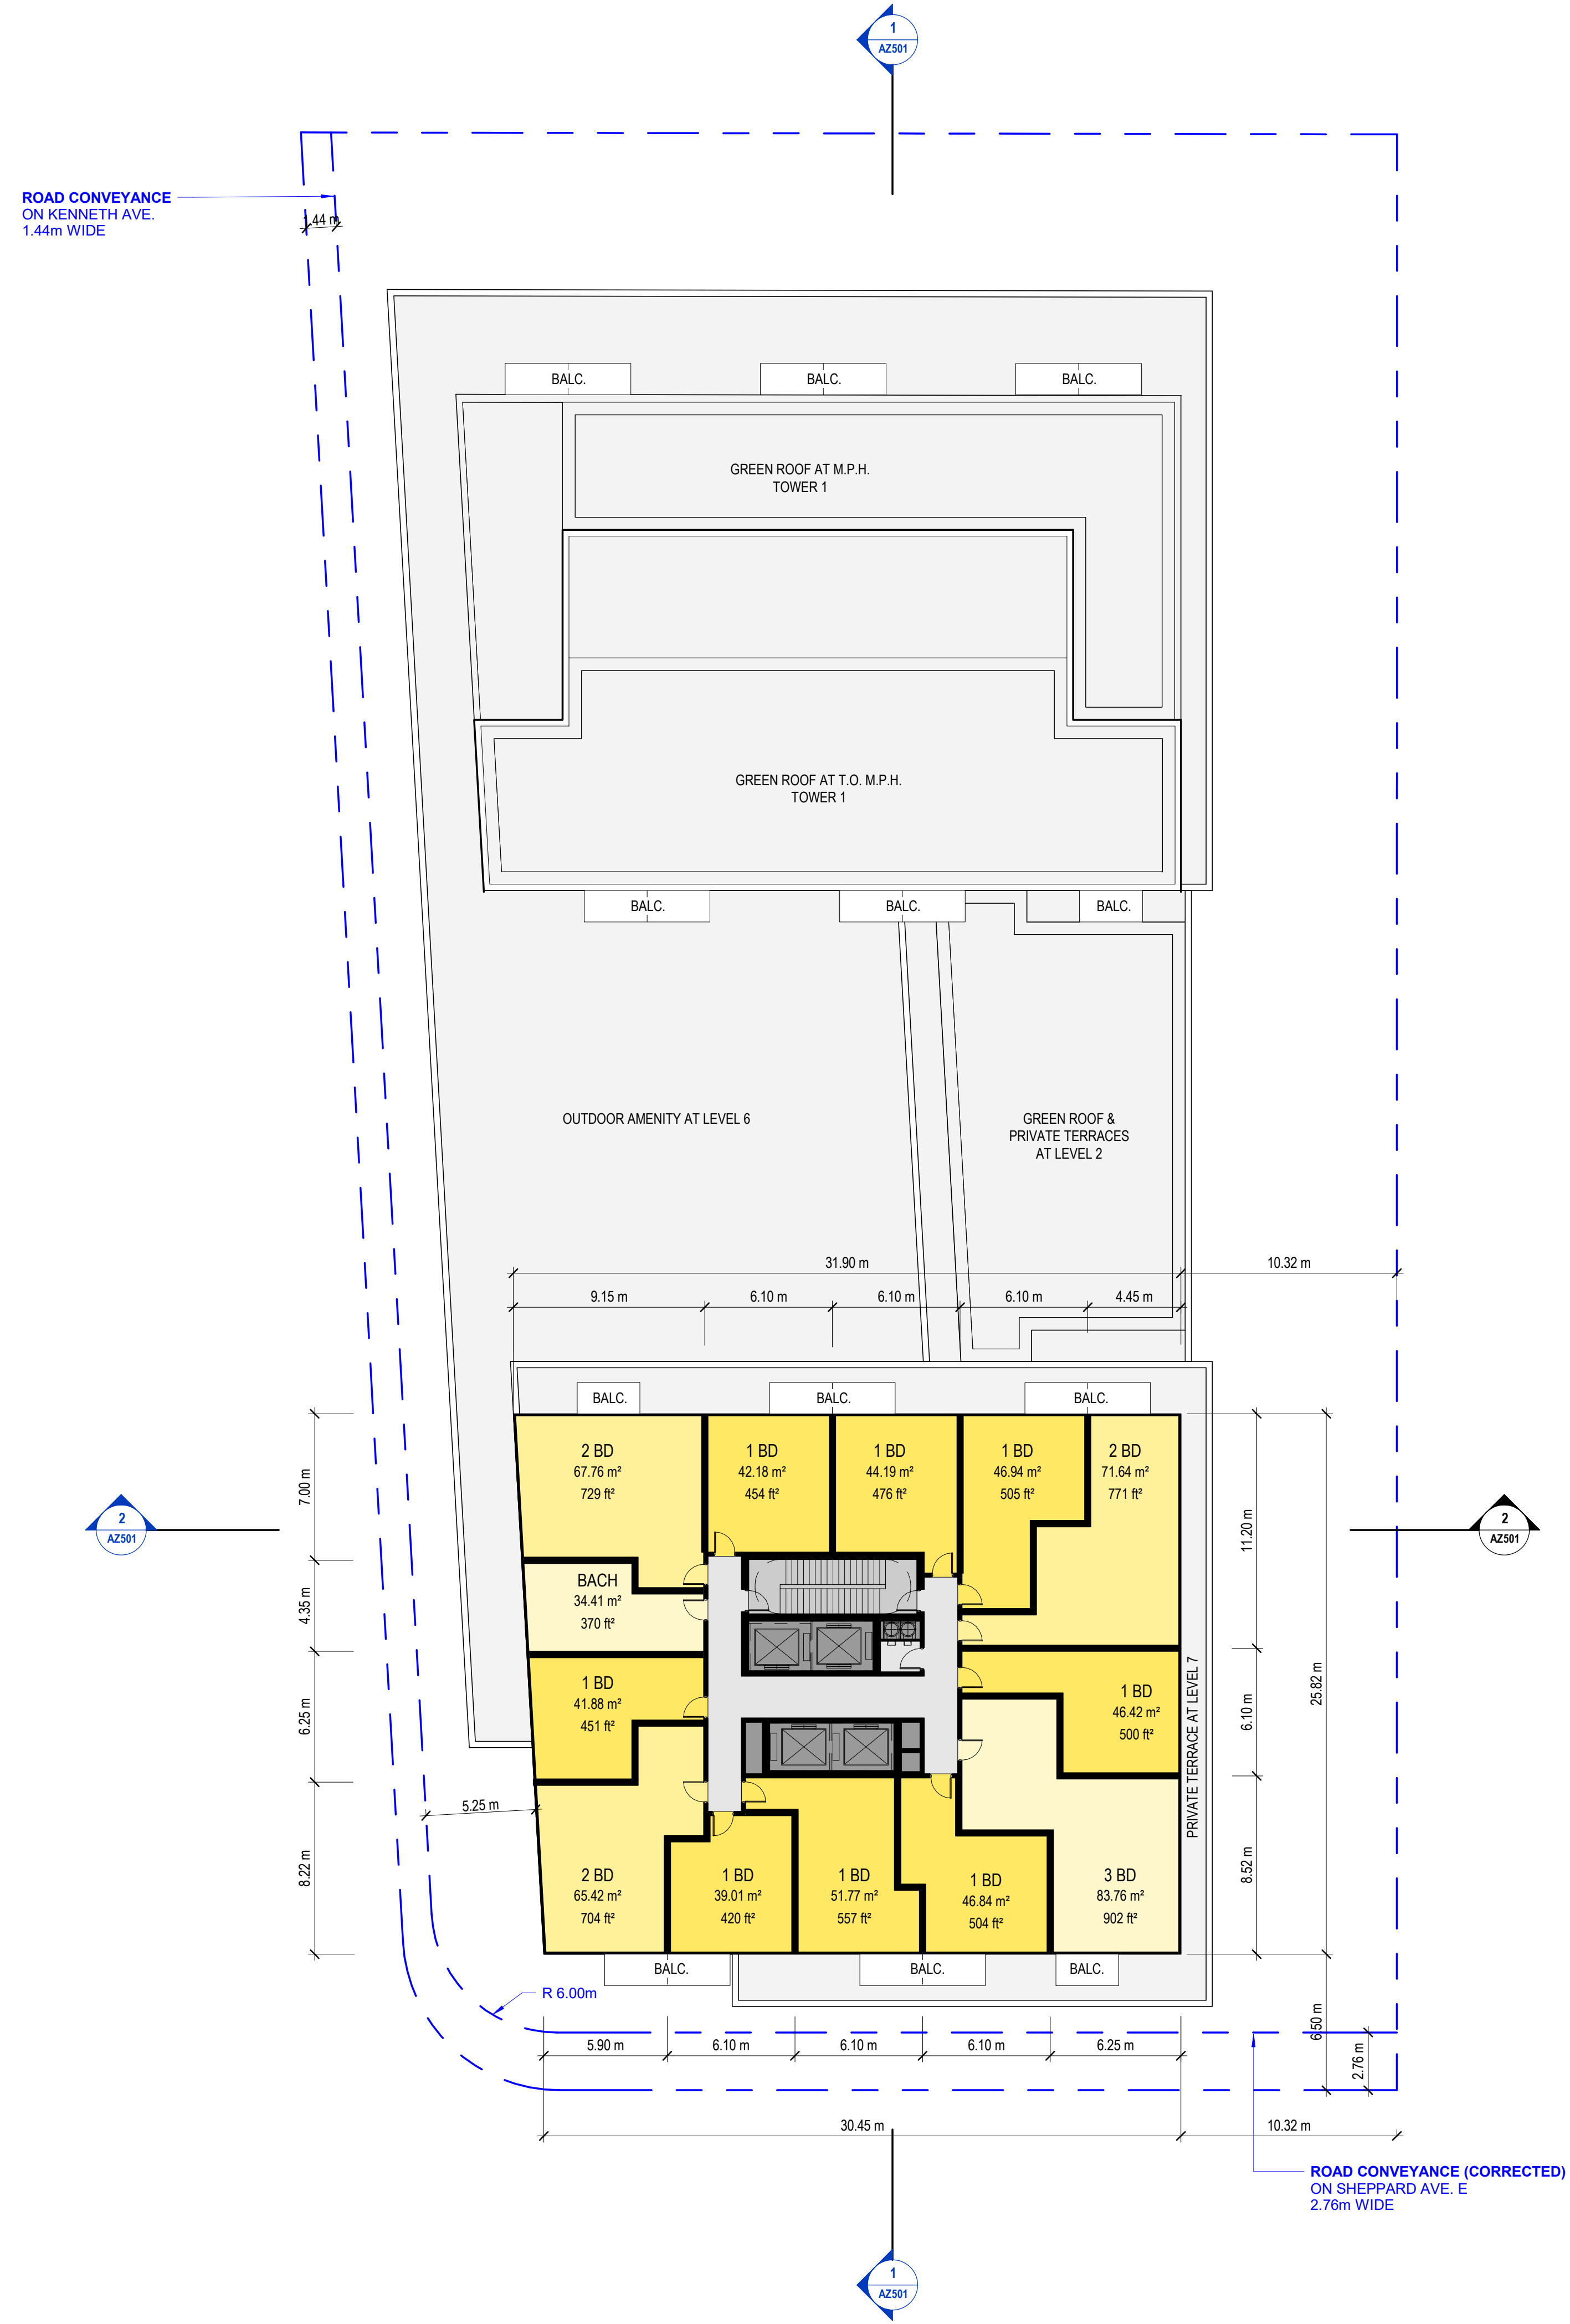 1
AZ501
ROAD CONVEYANCE
ON KENNETH AVE.
1.44m WIDE
1.44 m
BALC.
BALC.
BALC.
GREEN ROOF AT M.P.H.
TOWER 1
GREEN ROOF AT T.O. M.P.H.
TOWER 1
BALC.
BALC.
BALC.
OUTDOOR AMENITY AT LEVEL 6
GREEN ROOF &
PRIVATE TERRACES
AT LEVEL 2
31.90 m
10.32 m
9.15 m
6.10 m
6.10 m
6.10 m
4.45 m
BALC.
BALC.
BALC.
2 BD
67.76 m²
729 ft²
1 BD
42.18 m²
454 ft²
1 BD
44.19 m²
476 ft²
1 BD
46.94 m²
505 ft²
2 BD
71.64 m²
771 ft²
7.00 m
11.20 m
2
AZ501
2
AZ501
BACH
34.41 m²
370 ft²
4.35 m
1 BD
41.88 m²
451 ft²
6.25 m
1 BD
46.42 m²
500 ft²
PRIVATE TERRACE AT LEVEL 7
6.10 m
25.82 m
5.25 m
8.22 m
2 BD
65.42 m²
704 ft²
1 BD
39.01 m²
420 ft²
1 BD
51.77 m²
557 ft²
1 BD
46.84 m²
504 ft²
3 BD
83.76 m²
902 ft²
8.52 m
BALC.
BALC.
BALC.
R 6.00m
6.50 m
2.76 m
5.90 m
6.10 m
6.10 m
6.10 m
6.25 m
30.45 m
10.32 m
ROAD CONVEYANCE (CORRECTED)
ON SHEPPARD AVE. E
2.76m WIDE
1
AZ501